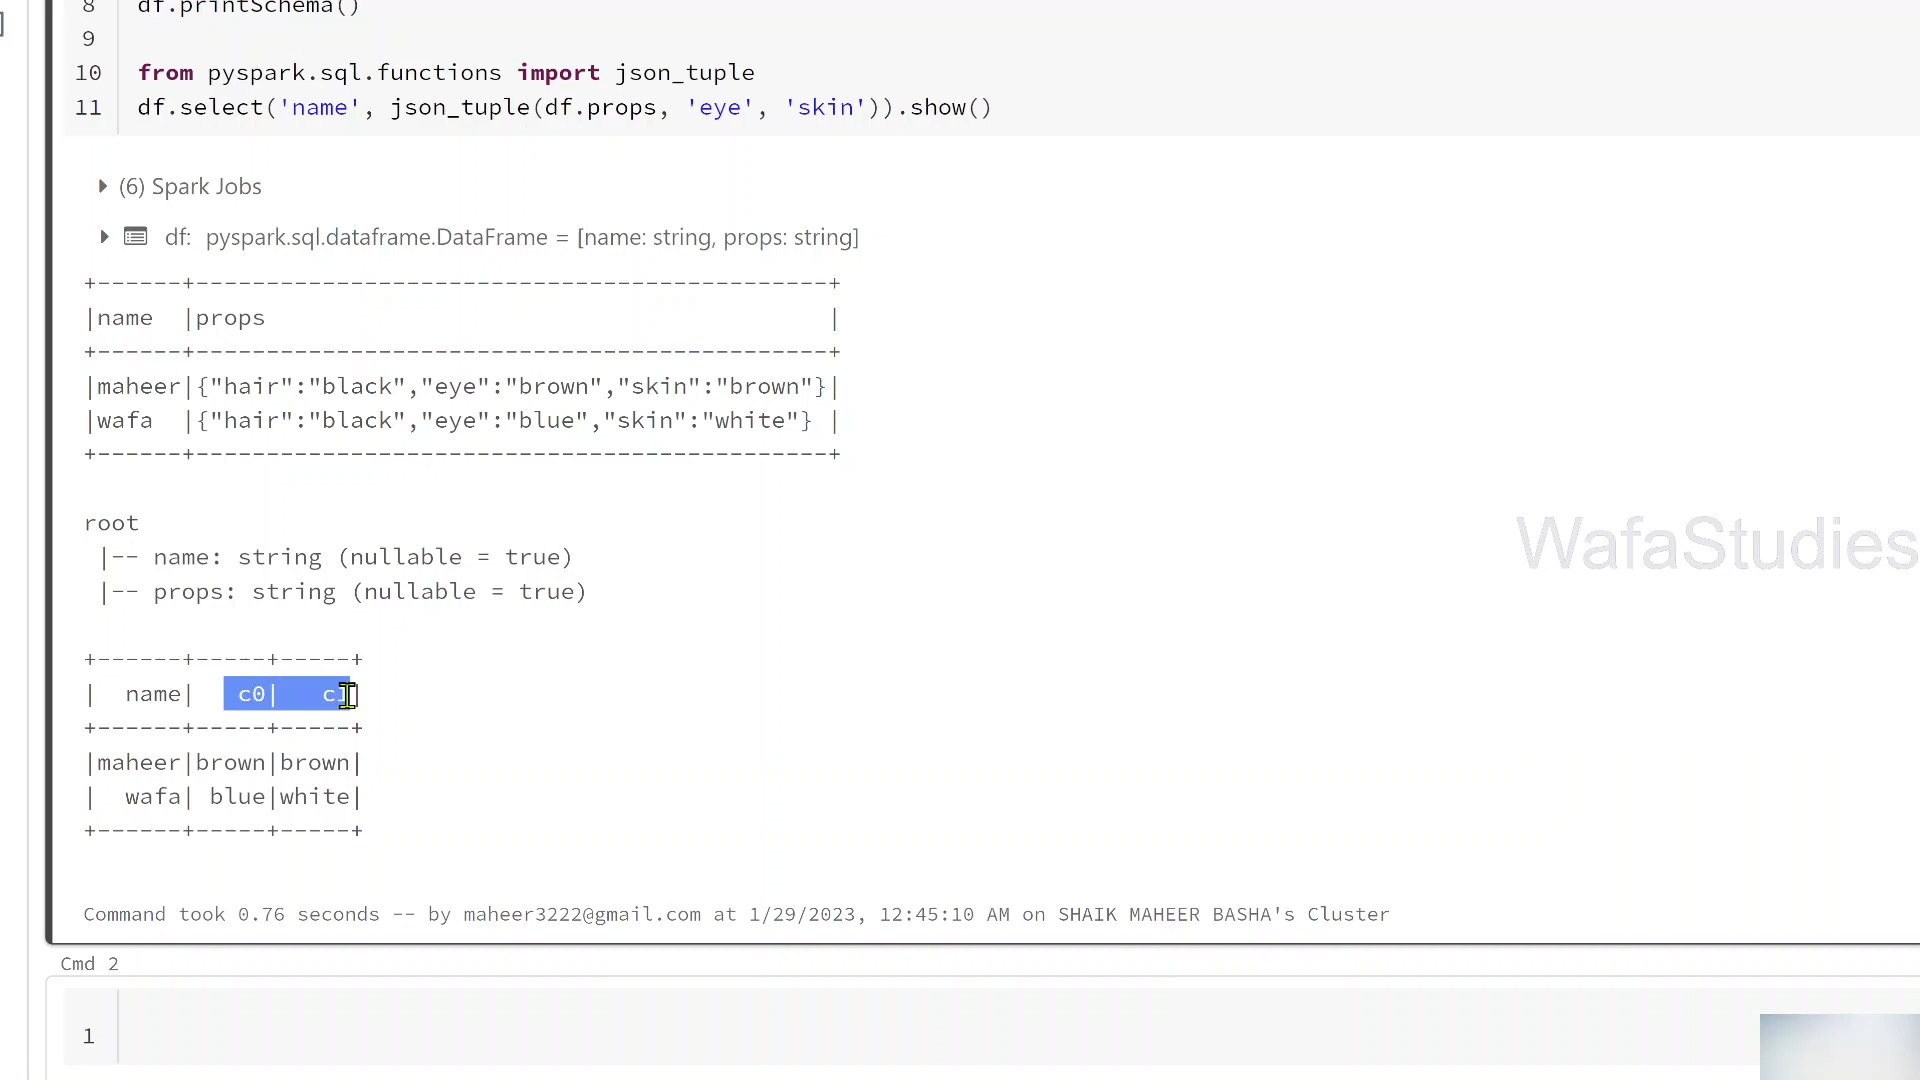 8 df.printSchema()
9
10 from pyspark.sql.functions import json_tuple
11 df.select('name', json_tuple(df.props, 'eye', 'skin')).show()
(6) Spark Jobs
df: pyspark.sql.dataframe.DataFrame = [name: string, props: string]
+------+---------------------------------------------+
|name  |props                                        |
+------+---------------------------------------------+
|maheer|{"hair":"black","eye":"brown","skin":"brown"}|
|wafa  |{"hair":"black","eye":"blue","skin":"white"} |
+------+---------------------------------------------+
root
 |-- name: string (nullable = true)
 |-- props: string (nullable = true)
+------+-----+-----+
|  name|   c0|   c1|
+------+-----+-----+
|maheer|brown|brown|
|  wafa| blue|white|
+------+-----+-----+
WafaStudies
Command took 0.76 seconds -- by maheer3222@gmail.com at 1/29/2023, 12:45:10 AM on SHAIK MAHEER BASHA's Cluster
Cmd 2
1